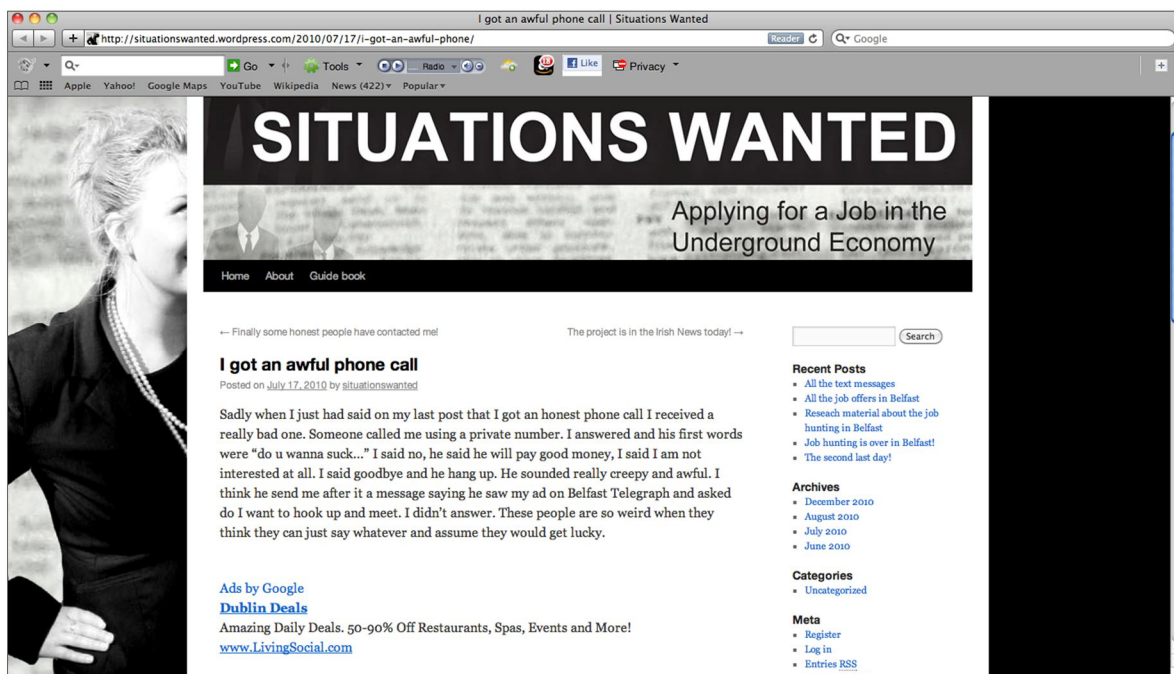 I got an awful phone call | Situations Wanted
http://situationswanted.wordpress.com/2010/07/17/i-got-an-awful-phone/
Reader
Google
Go
Tools
Radio
19
Like
Privacy
Apple Yahoo! Google Maps YouTube Wikipedia News (422) Popular
SITUATIONS WANTED
Applying for a Job in the
Underground Economy
Home About Guide book
← Finally some honest people have contacted me!
The project is in the Irish News today! →
I got an awful phone call
Posted on July 17, 2010 by situationswanted
Sadly when I just had said on my last post that I got an honest phone call I received a
really bad one. Someone called me using a private number. I answered and his first words
were “do u wanna suck...” I said no, he said he will pay good money, I said I am not
interested at all. I said goodbye and he hang up. He sounded really creepy and awful. I
think he send me after it a message saying he saw my ad on Belfast Telegraph and asked
do I want to hook up and meet. I didn’t answer. These people are so weird when they
think they can just say whatever and assume they would get lucky.
Ads by Google
Dublin Deals
Amazing Daily Deals. 50-90% Off Restaurants, Spas, Events and More!
www.LivingSocial.com
Search
Recent Posts
All the text messages
All the job offers in Belfast
Reseach material about the job
hunting in Belfast
Job hunting is over in Belfast!
The second last day!
Archives
December 2010
August 2010
July 2010
June 2010
Categories
Uncategorized
Meta
Register
Log in
Entries RSS